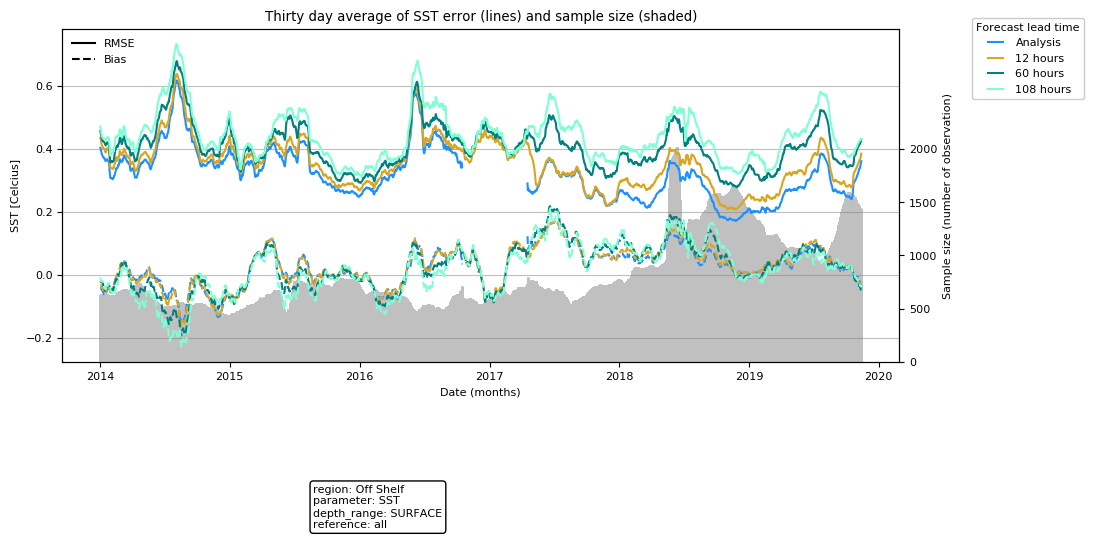 Thirty day average of SST error (lines) and sample size (shaded)
RMSE
Bias
Forecast lead time
Analysis
12 hours
60 hours
108 hours
SST [Celcius]
0.6
0.4
0.2
0.0
−0.2
2000
1500
1000
500
0
Sample size (number of observation)
2014 2015 2016 2017 2018 2019 2020
Date (months)
region: Off Shelf
parameter: SST
depth_range: SURFACE
reference: all